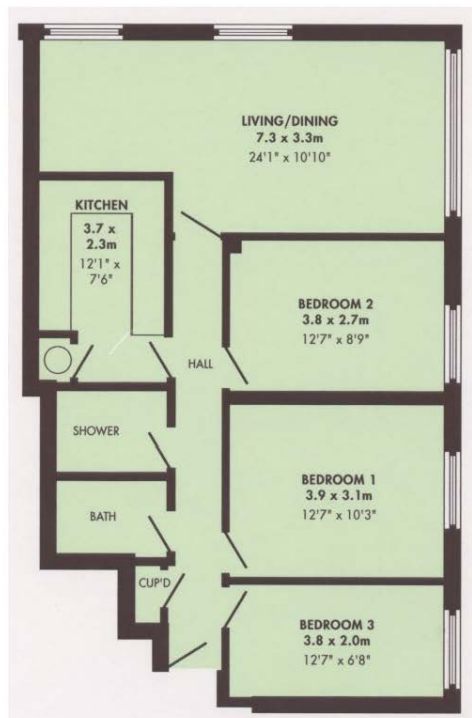 LIVING/DINING
7.3 x 3.3m
24'1" x 10'10"
KITCHEN
3.7 x
2.3m
12'1" x
7'6"
BEDROOM 2
3.8 x 2.7m
12'7" x 8'9"
HALL
SHOWER
BEDROOM 1
3.9 x 3.1m
12'7" x 10'3"
BATH
CUP'D
BEDROOM 3
3.8 x 2.0m
12'7" x 6'8"